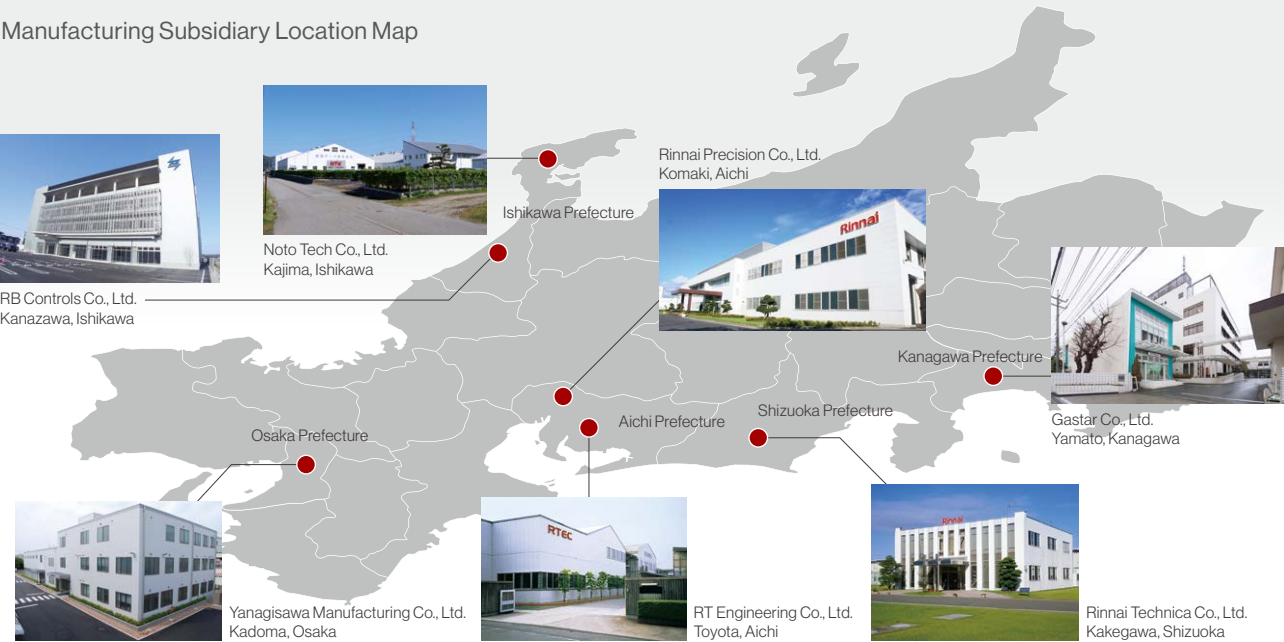 Manufacturing Subsidiary Location Map
Rinnai Precision Co., Ltd.
Komaki, Aichi
Rinnai
Ishikawa Prefecture
Noto Tech Co., Ltd.
Kajima, Ishikawa
RB Controls Co., Ltd.
Kanazawa, Ishikawa
Kanagawa Prefecture
Gastar Co., Ltd.
Yamato, Kanagawa
Shizuoka Prefecture
Aichi Prefecture
Osaka Prefecture
RTEC
Rinnai
Yanagisawa Manufacturing Co., Ltd.
Kadoma, Osaka
RT Engineering Co., Ltd.
Toyota, Aichi
Rinnai Technica Co., Ltd.
Kakegawa, Shizuoka